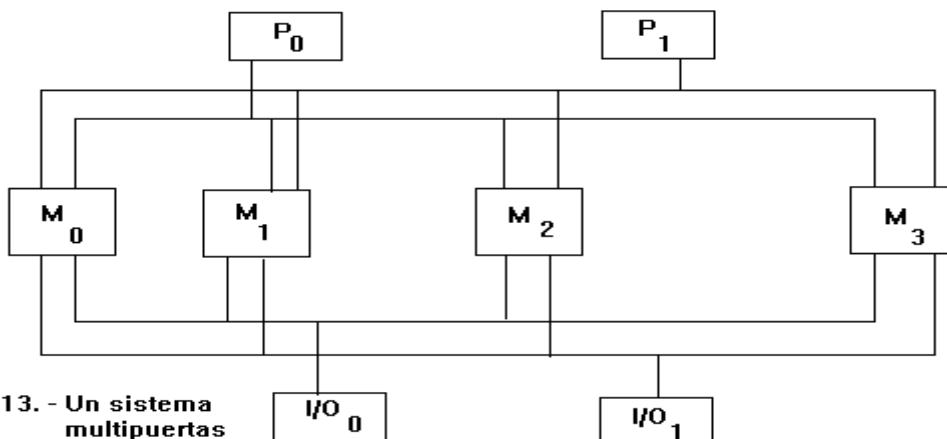 P0
P1
M0
M1
M2
M3
I/O0
I/O1
13. - Un sistema
multipuertas